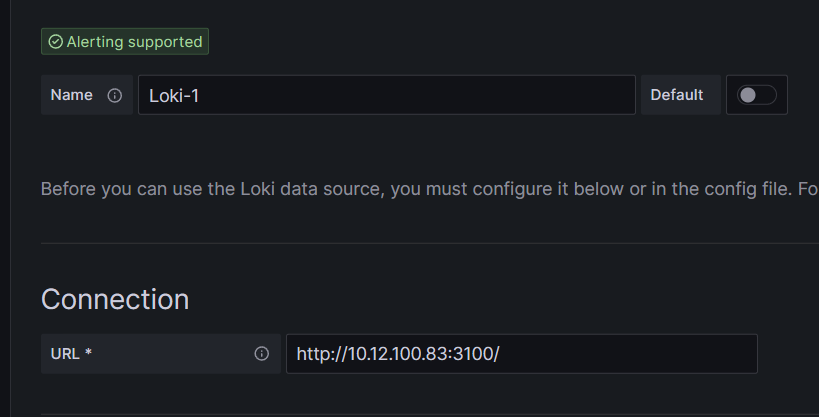 Alerting supported
Name Loki-1 Default
Before you can use the Loki data source, you must configure it below or in the config file. Fo
Connection
URL * http://10.12.100.83:3100/